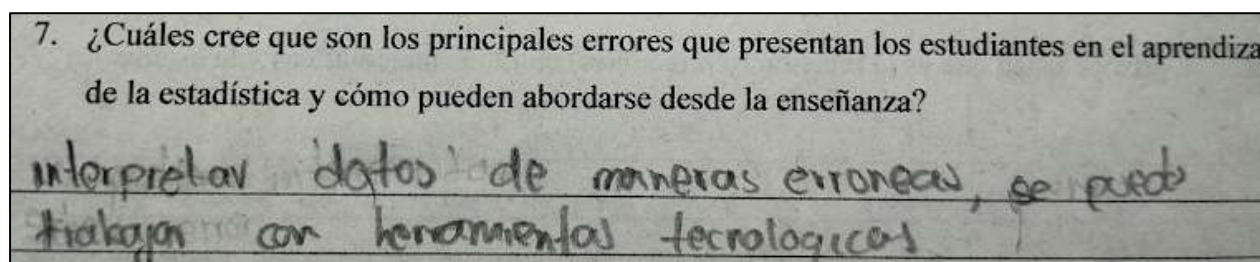 7. ¿Cuáles cree que son los principales errores que presentan los estudiantes en el aprendiza
de la estadística y cómo pueden abordarse desde la enseñanza?
interpretar datos de maneras erroneas, se puede
trabajar con herramientas tecnologicas